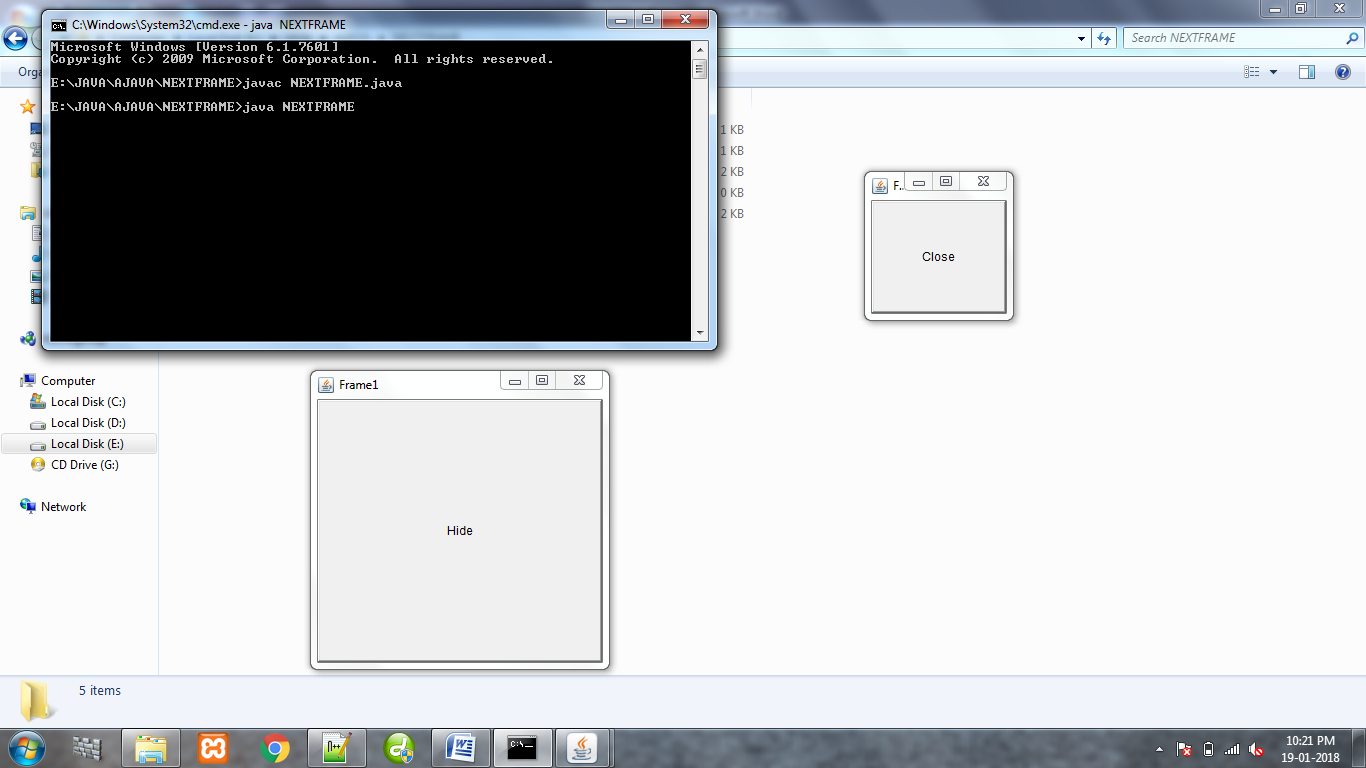 C:\Windows\System32\cmd.exe - java  NEXTFRAME
Microsoft Windows [Version 6.1.7601]
Copyright (c) 2009 Microsoft Corporation.  All rights reserved.
E:\JAVA\AJAVA\NEXTFRAME>javac NEXTFRAME.java
E:\JAVA\AJAVA\NEXTFRAME>java NEXTFRAME
Search NEXTFRAME
1 KB
1 KB
2 KB
0 KB
2 KB
F...
Close
Computer
Local Disk (C:)
Local Disk (D:)
Local Disk (E:)
CD Drive (G:)
Network
Frame1
Hide
5 items
10:21 PM
19-01-2018